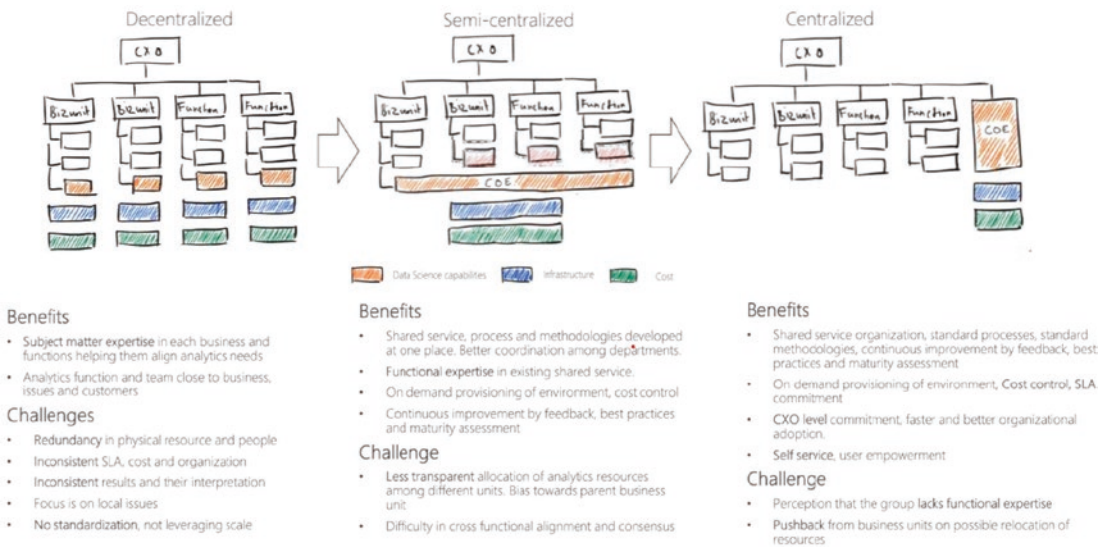 Decentralized
Semi-centralized
Centralized
CXO
CXO
CXO
Bizunit
Bizunit
Function
Function
Bizunit
Bizunit
Function
Function
Bizunit
Bizunit
Function
Function
COE
COE
Data Science capabilites
Infrastructure
Cost
Benefits
• Subject matter expertise in each business and
functions helping them align analytics needs
• Analytics function and team close to business,
issues and customers
Challenges
• Redundancy in physical resource and people
• Inconsistent SLA, cost and organization
• Inconsistent results and their interpretation
• Focus is on local issues
• No standardization, not leveraging scale
Benefits
• Shared service, process and methodologies developed
at one place. Better coordination among departments.
• Functional expertise in existing shared service.
• On demand provisioning of environment, cost control
• Continuous improvement by feedback, best practices
and maturity assessment
Challenge
• Less transparent allocation of analytics resources
among different units. Bias towards parent business
unit
• Difficulty in cross functional alignment and consensus
Benefits
• Shared service organization, standard processes, standard
methodologies, continuous improvement by feedback, best
practices and maturity assessment
• On demand provisioning of environment, Cost control, SLA
commitment
• CXO level commitment, faster and better organizational
adoption.
• Self service, user empowerment
Challenge
• Perception that the group lacks functional expertise
• Pushback from business units on possible relocation of
resources